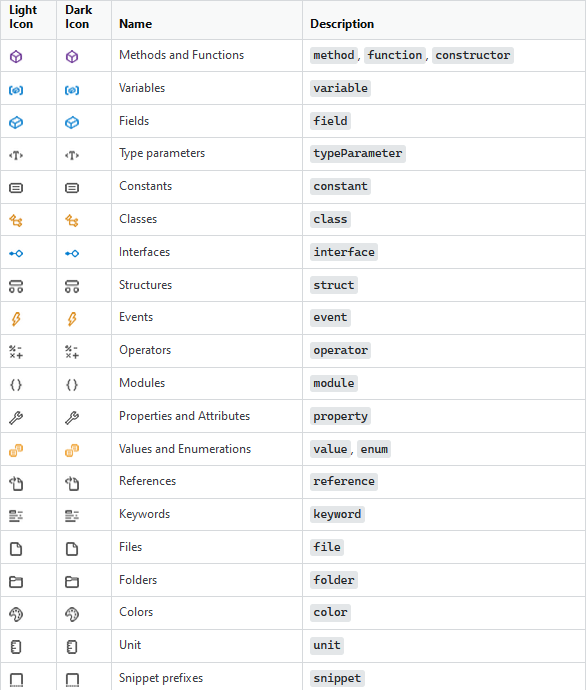 Light Icon Dark Icon Name Description
Methods and Functions method, function, constructor
Variables variable
Fields field
Type parameters typeParameter
Constants constant
Classes class
Interfaces interface
Structures struct
Events event
Operators operator
Modules module
Properties and Attributes property
Values and Enumerations value, enum
References reference
Keywords keyword
Files file
Folders folder
Colors color
Unit unit
Snippet prefixes snippet